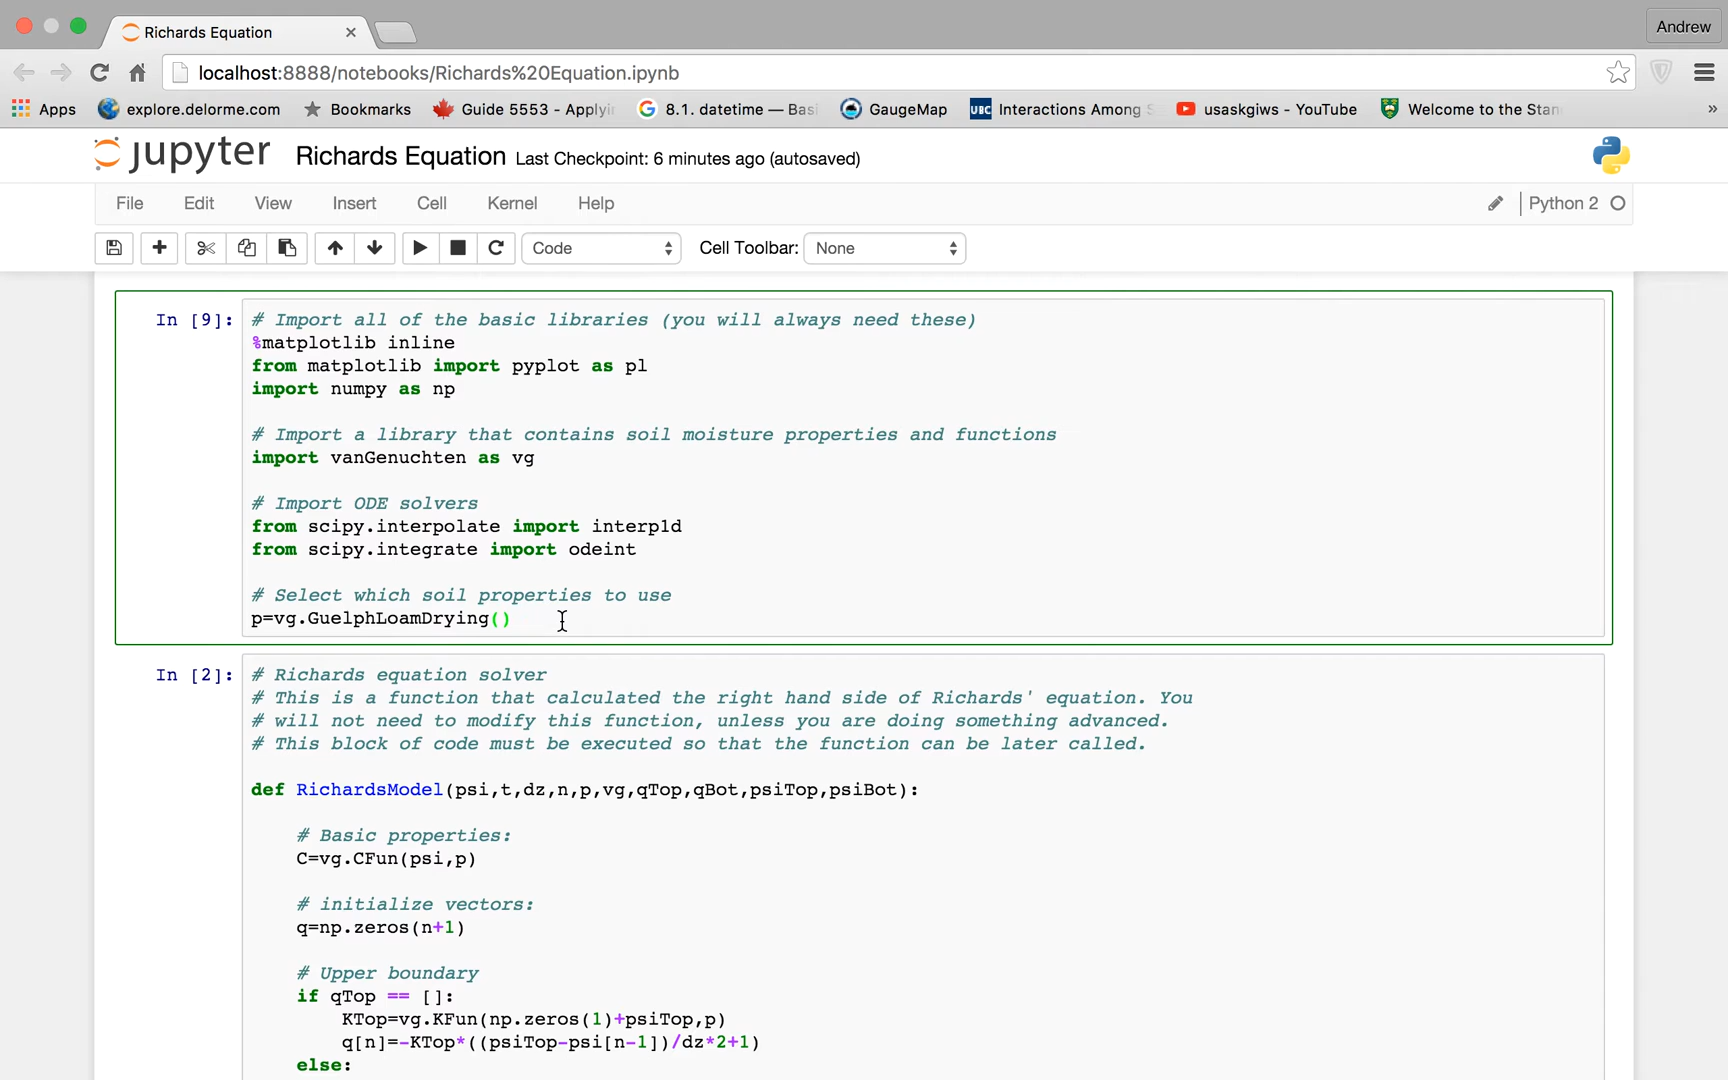 Richards Equation
Andrew
localhost:8888/notebooks/Richards%20Equation.ipynb
Apps explore.delorme.com Bookmarks Guide 5553 - Applyi 8.1. datetime — Bas GaugeMap UBC Interactions Among usaskgiws - YouTube Welcome to the Stan »
jupyter Richards Equation Last Checkpoint: 6 minutes ago (autosaved)
File Edit View Insert Cell Kernel Help Python 2
Code Cell Toolbar: None
In [9]: # Import all of the basic libraries (you will always need these)
%matplotlib inline
from matplotlib import pyplot as pl
import numpy as np
# Import a library that contains soil moisture properties and functions
import vanGenuchten as vg
# Import ODE solvers
from scipy.interpolate import interp1d
from scipy.integrate import odeint
# Select which soil properties to use
p=vg.GuelphLoamDrying()
In [2]: # Richards equation solver
# This is a function that calculated the right hand side of Richards' equation. You
# will not need to modify this function, unless you are doing something advanced.
# This block of code must be executed so that the function can be later called.
def RichardsModel(psi,t,dz,n,p,vg,qTop,qBot,psiTop,psiBot):
# Basic properties:
C=vg.CFun(psi,p)
# initialize vectors:
q=np.zeros(n+1)
# Upper boundary
if qTop == []:
KTop=vg.KFun(np.zeros(1)+psiTop,p)
q[n]=-KTop*((psiTop-psi[n-1])/dz*2+1)
else: